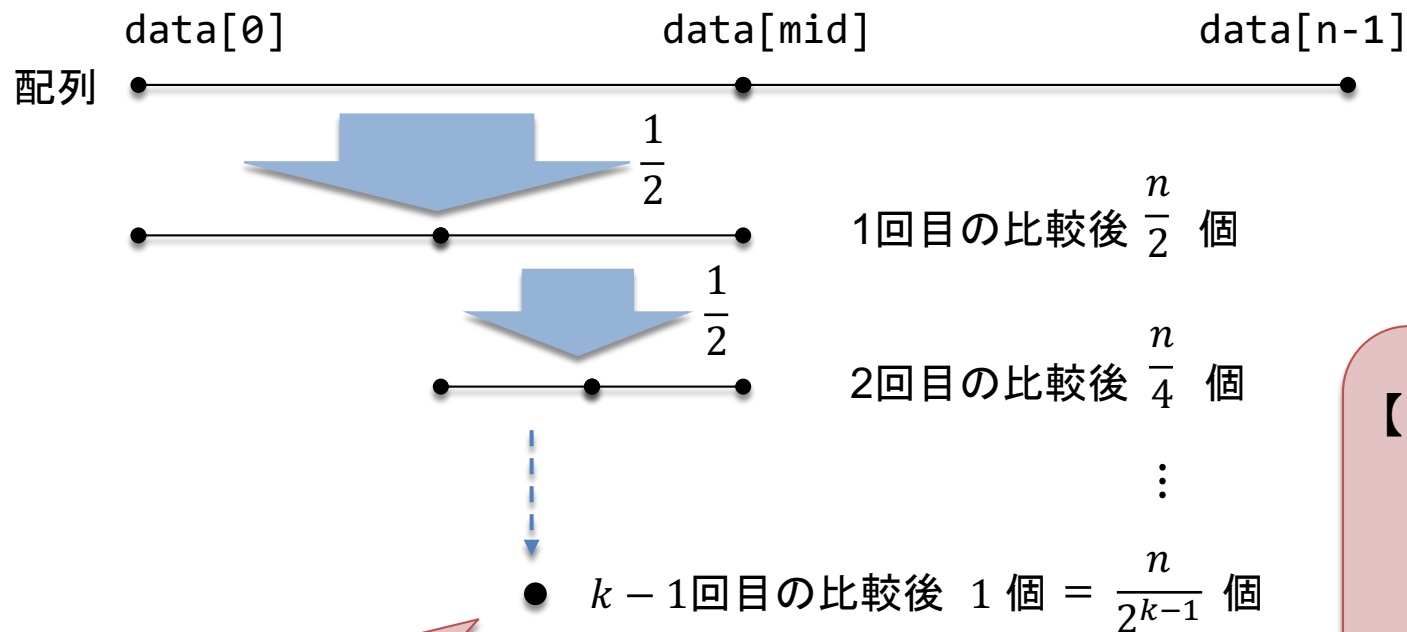 data[0] data[mid] data[n-1]
配列
1/2
1回目の比較後 n/2 個
1/2
2回目の比較後 n/4 個
⋮
【
k − 1回目の比較後 1 個 = n/2^{k−1} 個